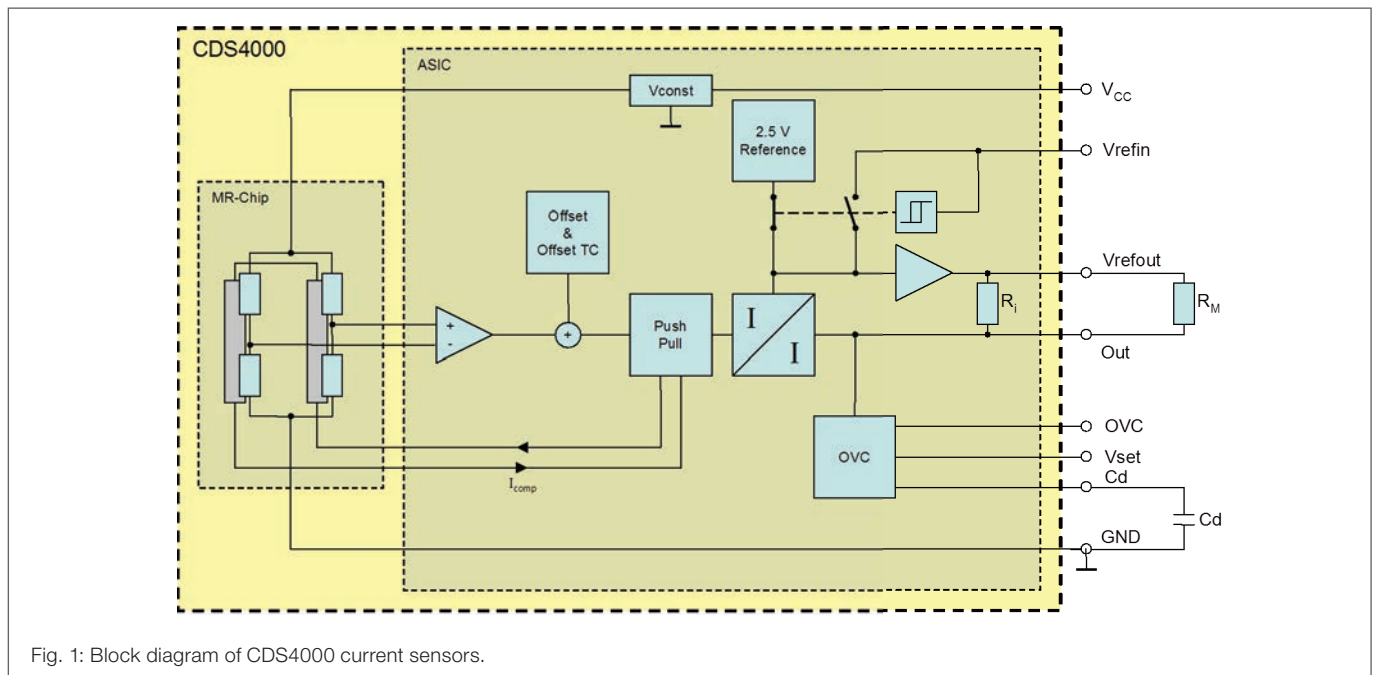 CDS4000
ASIC
Vconst
V_CC
2.5 V
Reference
Vrefin
MR-Chip
Offset
&
Offset TC
Vrefout
R_i
R_M
+
-
+
Push
Pull
I
I
Out
OVC
OVC
Vset
Cd
I_comp
Cd
GND
Fig. 1: Block diagram of CDS4000 current sensors.